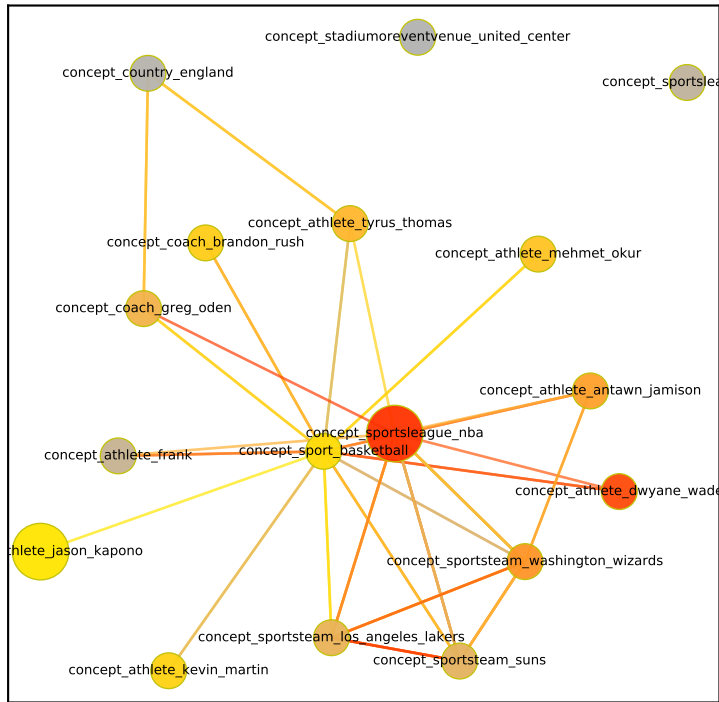 concept_stadiumoreventvenue_united_center
concept_country_england
concept_sportslea
concept_athlete_tyrus_thomas
concept_coach_brandon_rush
concept_athlete_mehmet_okur
concept_coach_greg_oden
concept_athlete_antawn_jamison
concept_sportsleague_nba
concept_sport_basketball
concept_athlete_frank
concept_athlete_dwyane_wade
thlete_jason_kapono
concept_sportsteam_washington_wizards
concept_sportsteam_los_angeles_lakers
concept_sportsteam_suns
concept_athlete_kevin_martin